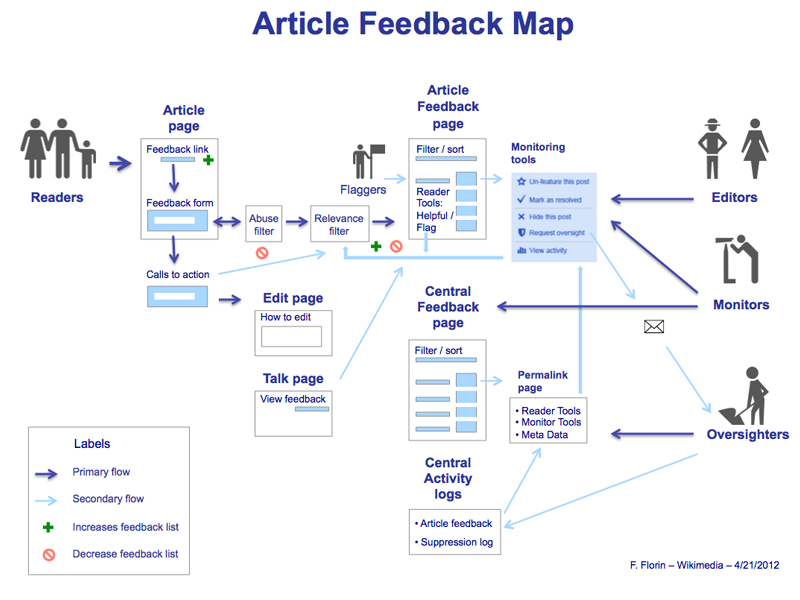 Article Feedback Map
Readers
Article
page
Feedback link
Feedback form
Calls to action
Abuse
filter
Relevance
filter
Flaggers
Article
Feedback
page
Filter / sort
Reader
Tools:
Helpful /
Flag
Monitoring
tools
Un-feature this post
Mark as resolved
Hide this post
Request oversight
View activity
Editors
Monitors
Oversighters
Edit page
How to edit
Talk page
View feedback
Central
Feedback
page
Filter / sort
Permalink
page
• Reader Tools
• Monitor Tools
• Meta Data
Central
Activity
logs
• Article feedback
• Suppression log
Labels
Primary flow
Secondary flow
Increases feedback list
Decrease feedback list
F. Florin – Wikimedia – 4/21/2012